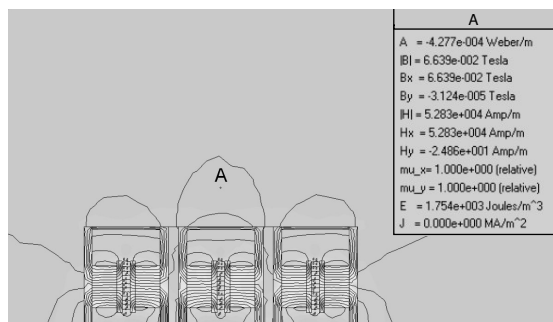 A
A
A = -4.277e-004 Weber/m
|B| = 6.639e-002 Tesla
Bx = 6.639e-002 Tesla
By = -3.124e-005 Tesla
|H| = 5.283e+004 Amp/m
Hx = 5.283e+004 Amp/m
Hy = -2.486e+001 Amp/m
mu_x= 1.000e+000 (relative)
mu_y = 1.000e+000 (relative)
E = 1.754e+003 Joules/m^3
J = 0.000e+000 MA/m^2